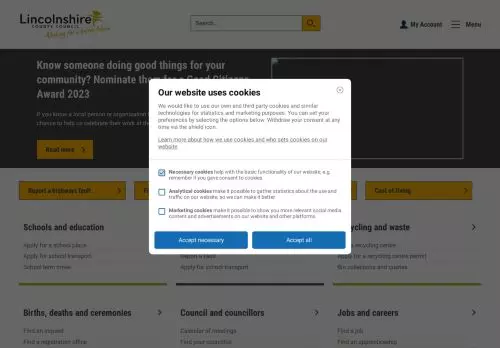 Lincolnshire
COUNTY COUNCIL
Working for a better future
Search...
My Account
Menu
Know someone doing good things for your
community? Nominate them for a Good Citizens
Award 2023
If you know a local person or organisation
chance to help us celebrate their work at the
Read more
Report a highways fault
Cost of living
Our website uses cookies
We would like to use our own and third party cookies and similar
technologies for statistics and marketing purposes. You can set your
preferences by selecting the options below. Withdraw your consent at any
time via the shield icon.
Learn more about how we use cookies and who sets cookies on our
website.
Necessary cookies help with the basic functionality of our website, e.g.
remember if you gave consent to cookies.
Analytical cookies make it possible to gather statistics about the use and
traffic on our website, so we can make it better.
Marketing cookies make it possible to show you more relevant social media
content and advertisements on our website and other platforms.
Accept necessary
Accept all
Schools and education
Apply for a school place
Apply for school transport
School term times
Apply for school transport
cycling and waste
a recycling centre
Apply for a recycling centre permit
Bin collections and queries
Births, deaths and ceremonies
Find an inquest
Find a registration office
Council and councillors
Calendar of meetings
Find your councillor
Jobs and careers
Find a job
Find an apprenticeship